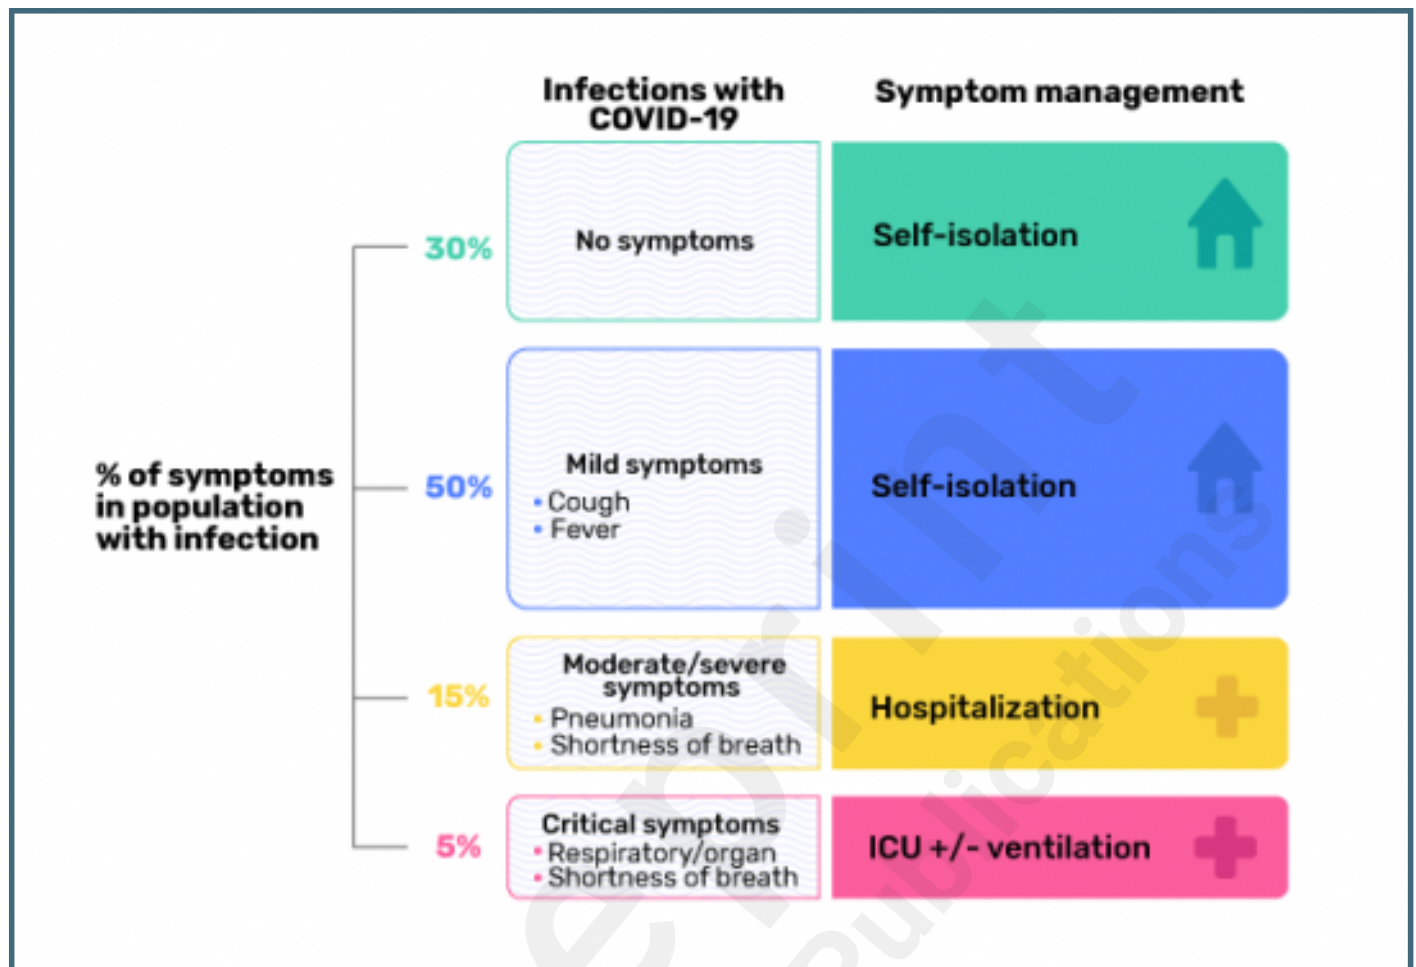 Infections with
COVID-19
Symptom management
30%
No symptoms
Self-isolation
% of symptoms
in population
with infection
50%
Mild symptoms
• Cough
• Fever
Self-isolation
15%
Moderate/severe
symptoms
• Pneumonia
• Shortness of breath
Hospitalization
5%
Critical symptoms
• Respiratory/organ
• Shortness of breath
ICU +/- ventilation
eprint
Publications